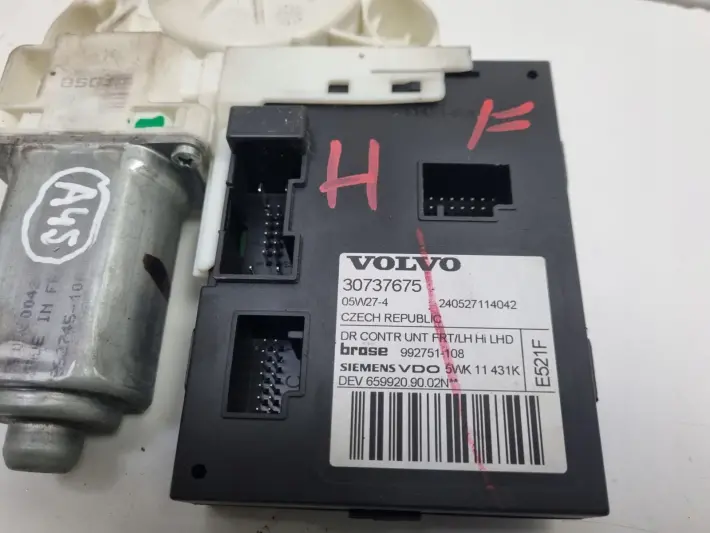 H F
A45
VOLVO
30737675
05W27-4 240527114042
CZECH REPUBLIC
DR CONTR UNT FRT/LH Hi LHD
brose 992751-108
SIEMENS VDO 5WK 11 431K
DEV 659920.90.02N**
E521F